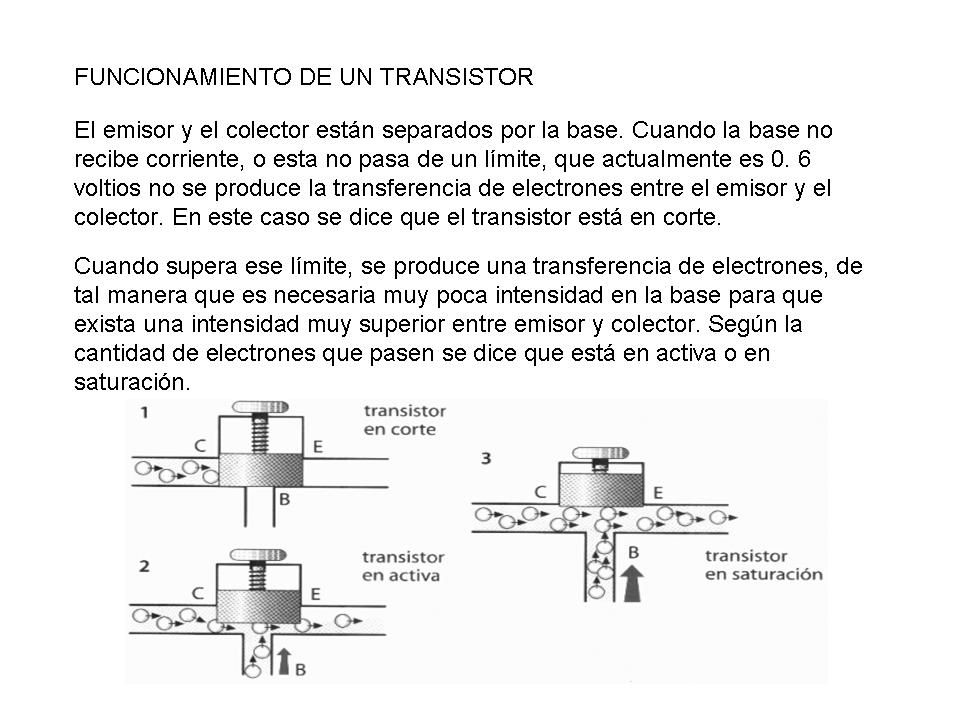 FUNCIONAMIENTO DE UN TRANSISTOR
El emisor y el colector están separados por la base. Cuando la base no
recibe corriente, o esta no pasa de un límite, que actualmente es 0. 6
voltios no se produce la transferencia de electrones entre el emisor y el
colector. En este caso se dice que el transistor está en corte.
Cuando supera ese límite, se produce una transferencia de electrones, de
tal manera que es necesaria muy poca intensidad en la base para que
exista una intensidad muy superior entre emisor y colector. Según la
cantidad de electrones que pasen se dice que está en activa o en
saturación.
1
transistor
en corte
C
E
B
2
transistor
en activa
C
E
B
3
C
E
B
transistor
en saturación